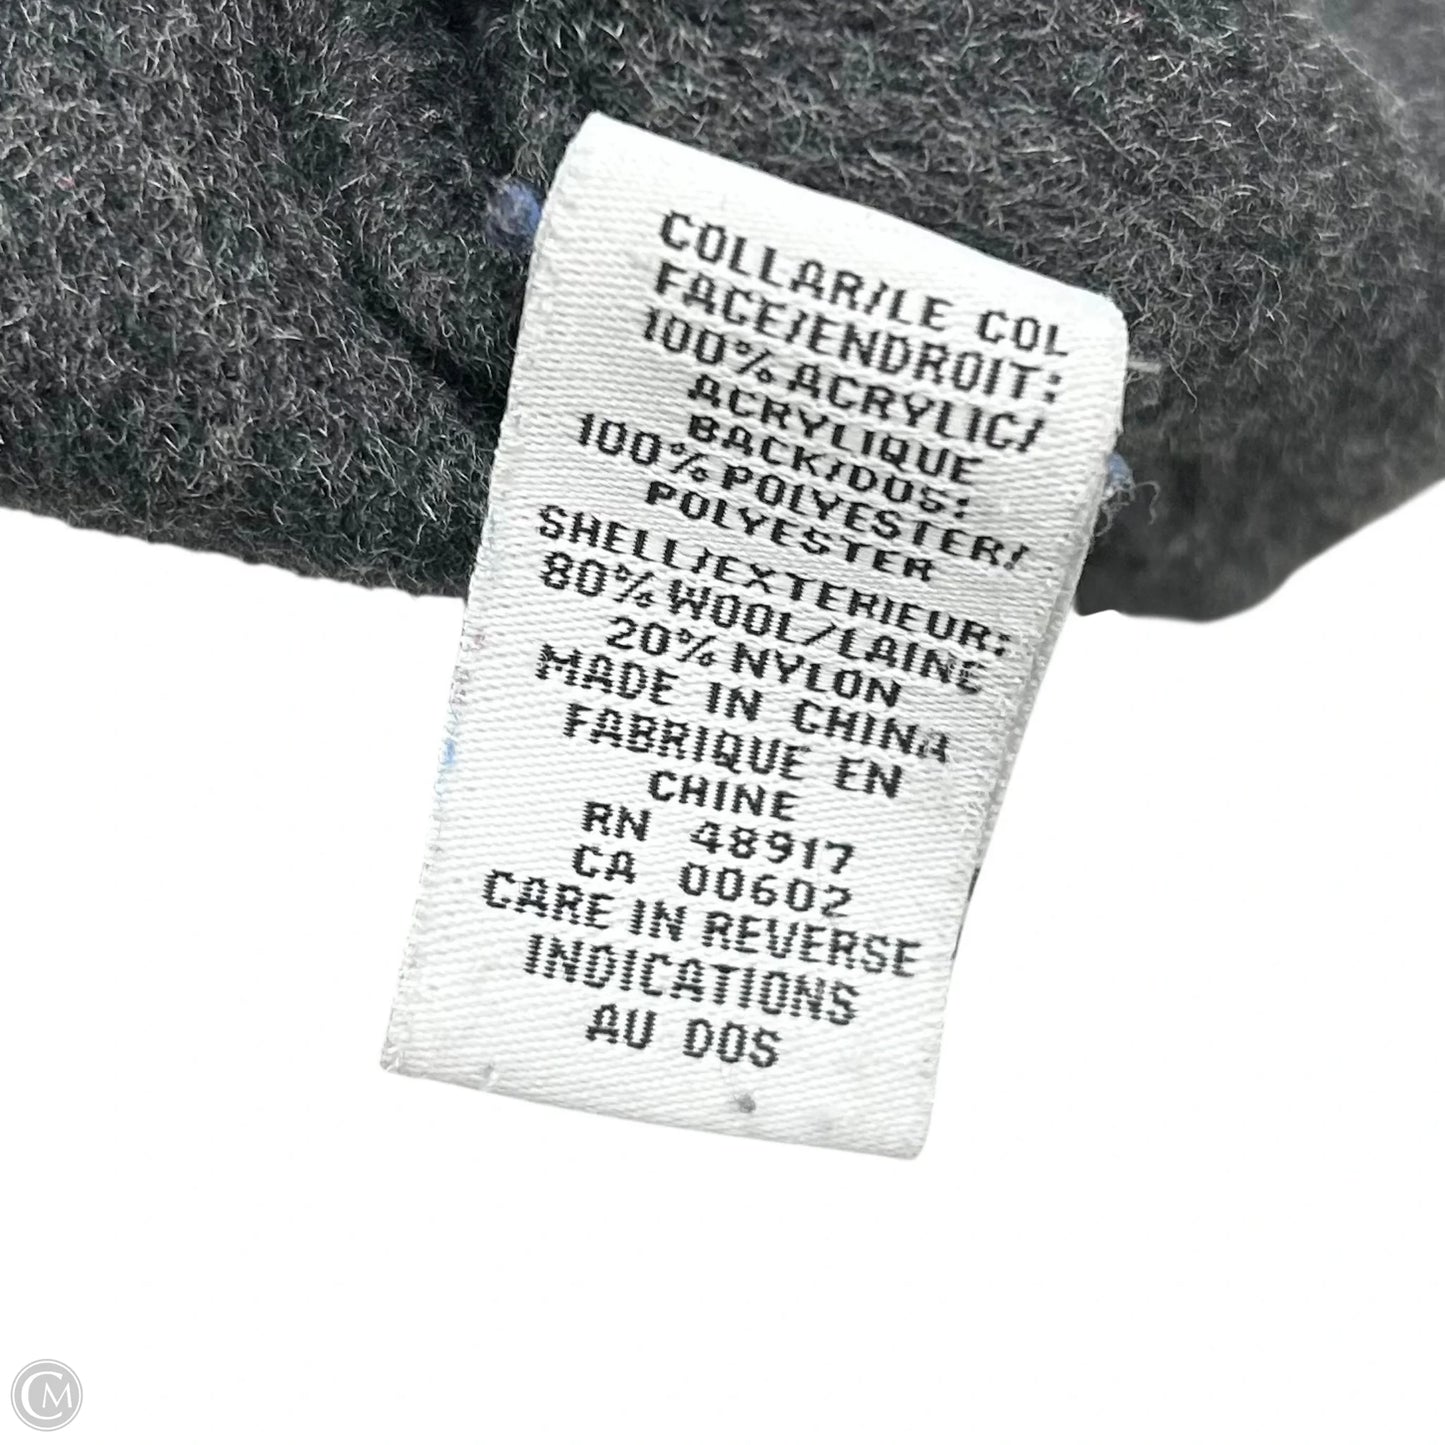 COLLAR/LE COL
FACE/ENDROIT:
100% ACRYLIC/
ACRYLIQUE
BACK/DOS:
100% POLYESTER/
POLYESTER
SHELL/EXTERIEUR:
80% WOOL/LAINE
20% NYLON
MADE IN CHINA
FABRIQUE EN
CHINE
RN 48917
CA 00602
CARE IN REVERSE
INDICATIONS
AU DOS
CM